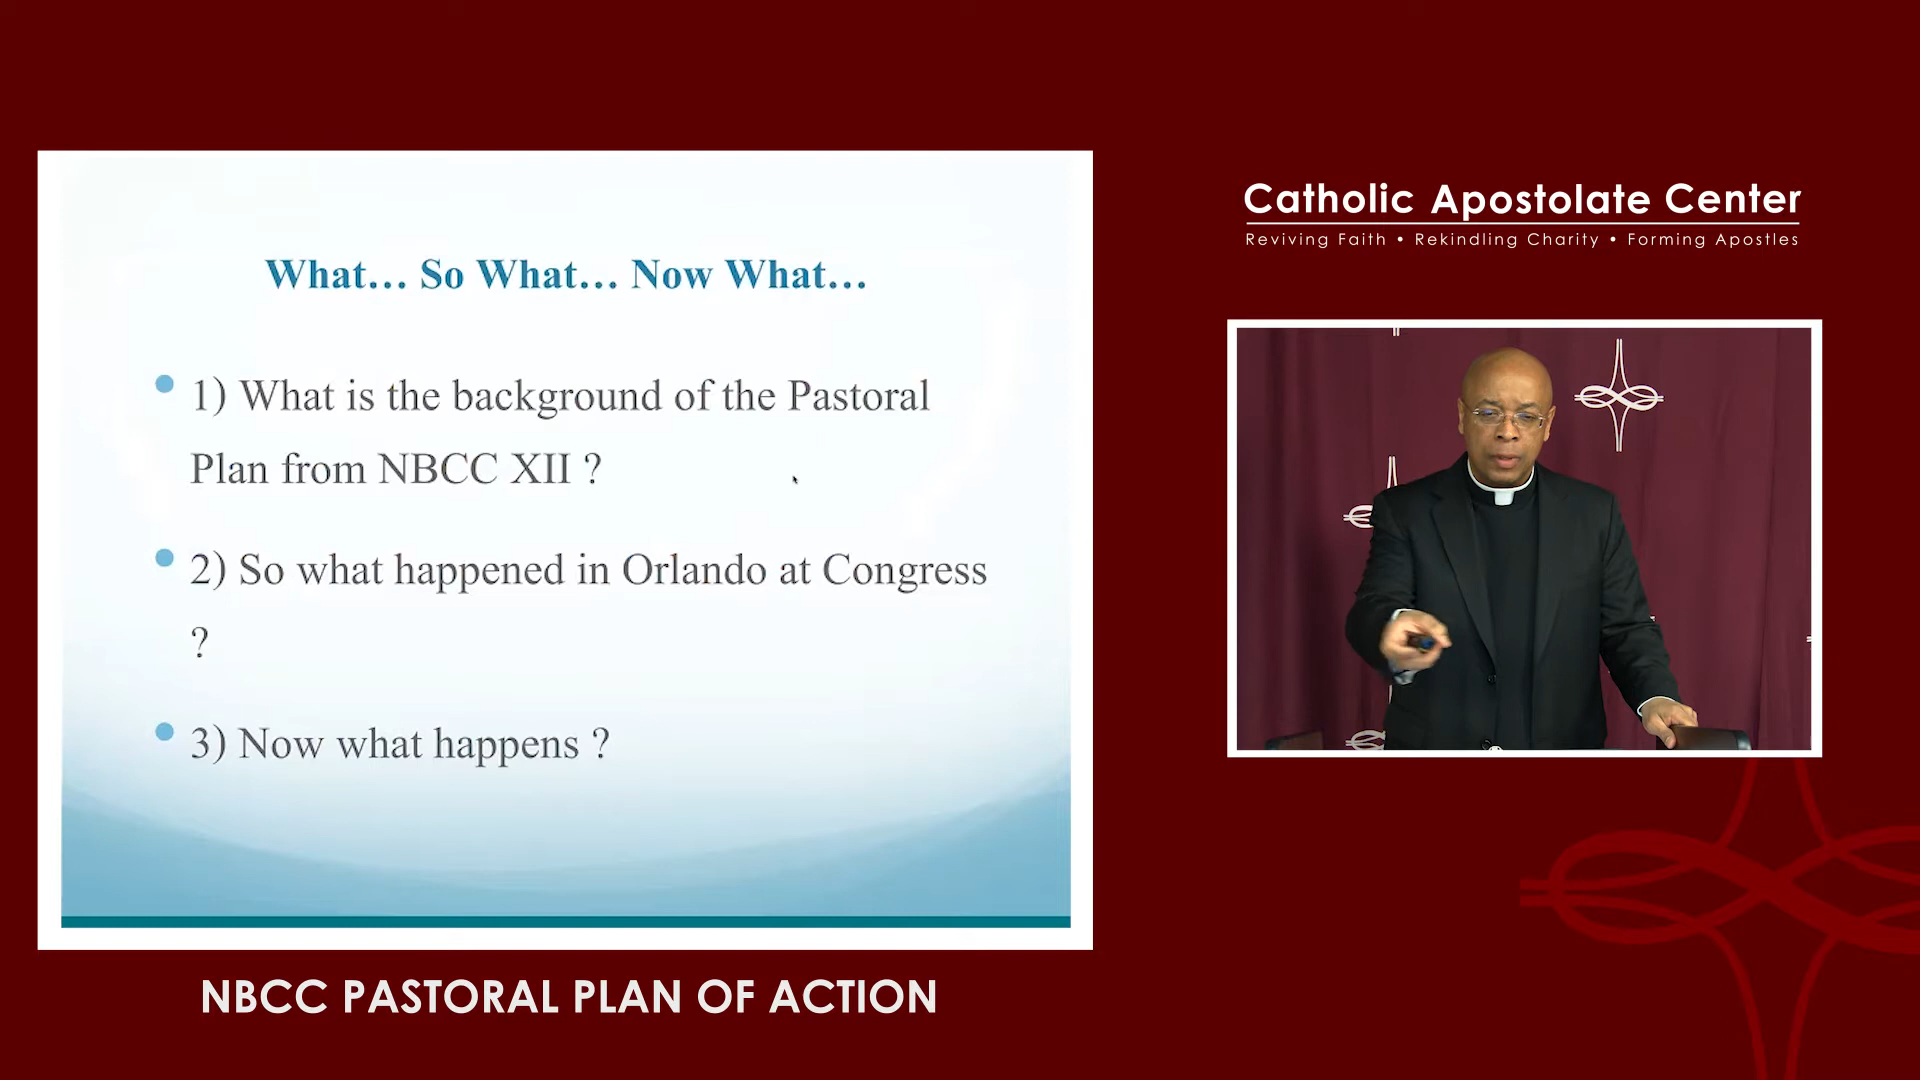 What… So What… Now What…
1) What is the background of the Pastoral
Plan from NBCC XII ?
2) So what happened in Orlando at Congress
?
3) Now what happens ?
NBCC PASTORAL PLAN OF ACTION
Catholic Apostolate Center
Reviving Faith • Rekindling Charity • Forming Apostles